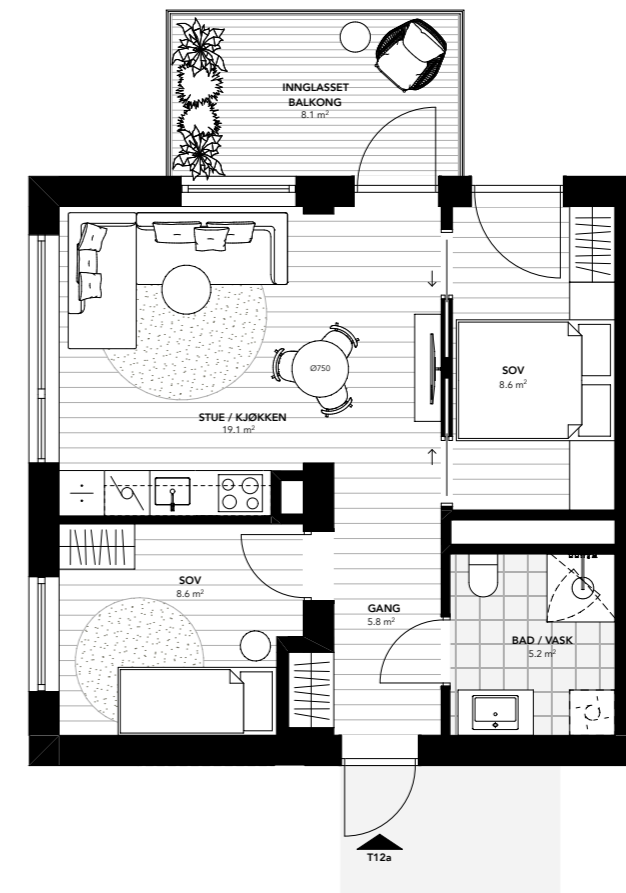 INNGLASSET
BALKONG
8.1 m²
Ø750
SOV
8.6 m²
STUE / KJØKKEN
19.1 m²
SOV
8.6 m²
GANG
5.8 m²
BAD / VASK
5.2 m²
T12a